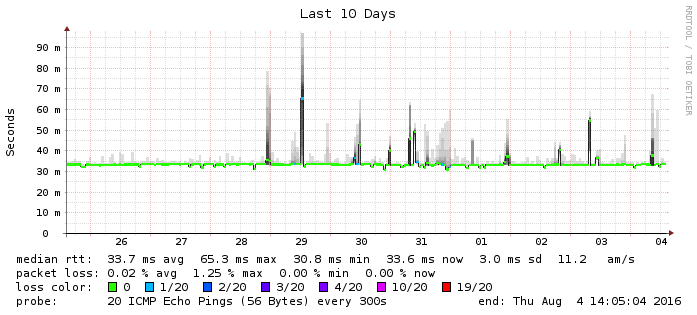 Last 10 Days
RRDTOOL / TOBI OETIKER
Seconds
90 m
80 m
70 m
60 m
50 m
40 m
30 m
20 m
10 m
0
26 27 28 29 30 31 01 02 03 04
median rtt: 33.7 ms avg 65.3 ms max 30.8 ms min 33.6 ms now 3.0 ms sd 11.2 am/s
packet loss: 0.02 % avg 1.25 % max 0.00 % min 0.00 % now
loss color: 0 1/20 2/20 3/20 4/20 10/20 19/20
probe: 20 ICMP Echo Pings (56 Bytes) every 300s end: Thu Aug 4 14:05:04 2016